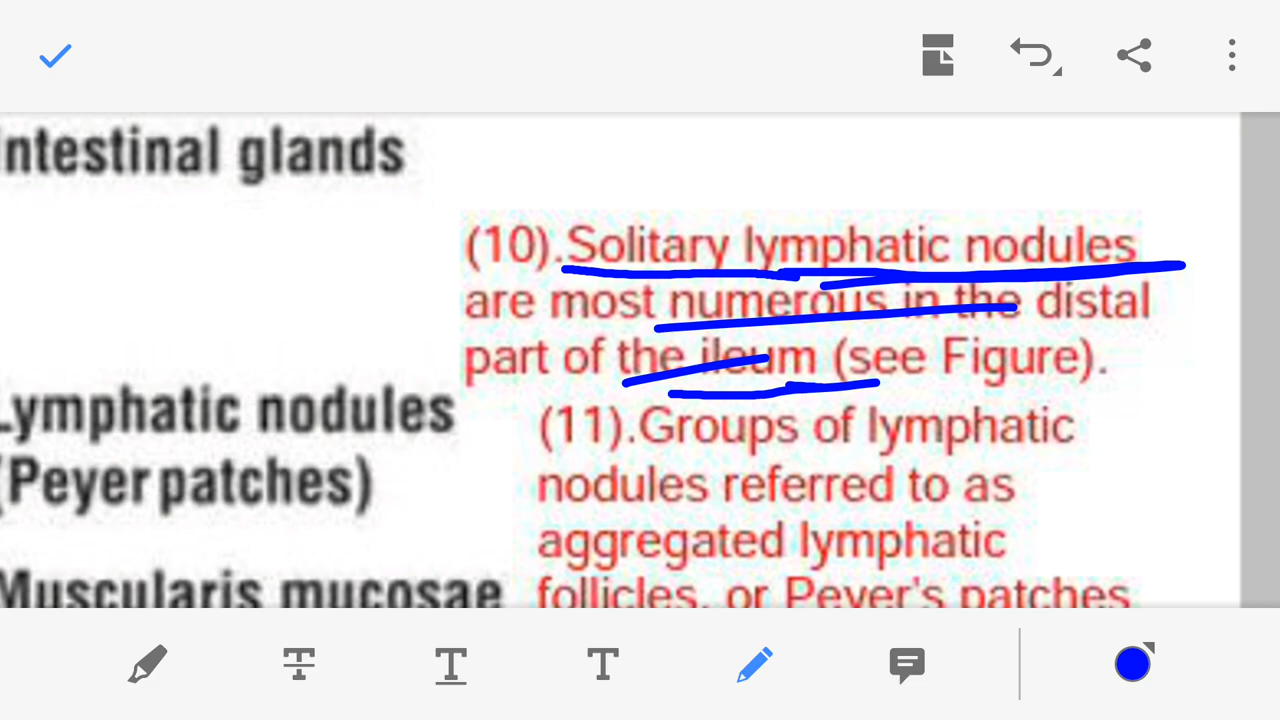 ntestinal glands
(10).Solitary lymphatic nodules
are most numerous in the distal
part of the ileum (see Figure).
Lymphatic nodules
(Peyer patches)
(11).Groups of lymphatic
nodules referred to as
aggregated lymphatic
follicles, or Peyer's patches
Muscularis mucosae
T
T
T